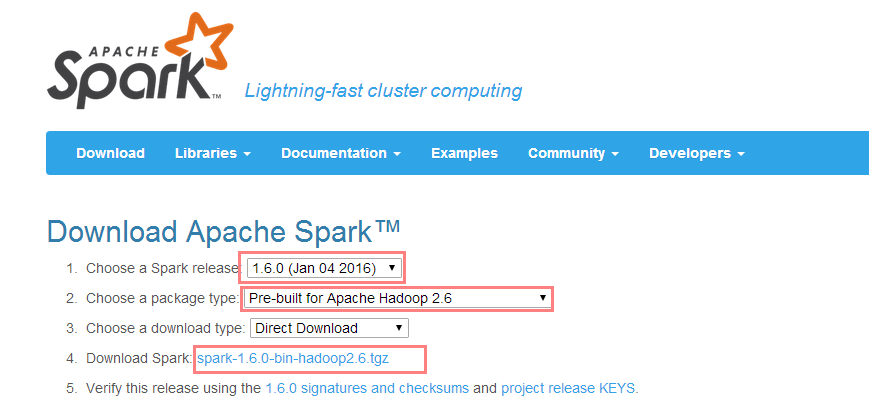 APACHE
Spark™
Lightning-fast cluster computing
Download Libraries Documentation Examples Community Developers
Download Apache Spark™
1. Choose a Spark release: 1.6.0 (Jan 04 2016)
2. Choose a package type: Pre-built for Apache Hadoop 2.6
3. Choose a download type: Direct Download
4. Download Spark: spark-1.6.0-bin-hadoop2.6.tgz
5. Verify this release using the 1.6.0 signatures and checksums and project release KEYS.